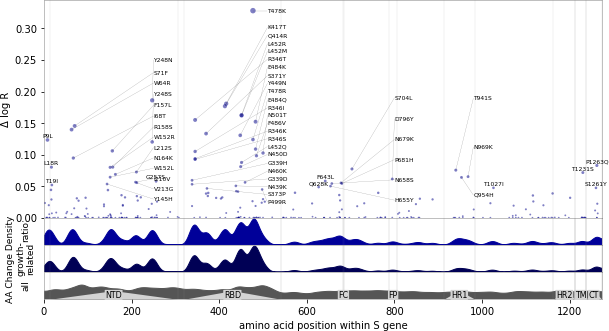 Δ log R
0.30
0.25
0.20
0.15
0.10
0.05
0.00
P9L
L18R
T19I
Y248N
S71F
W64R
Y248S
F157L
I68T
R158S
W152R
L212S
N164K
W152L
V213G
Y145H
T478K
K417T
Q414R
L452R
L452M
R346T
E484K
S371Y
Y449N
T478R
E484Q
R346I
N501T
F486V
R346K
R346S
L452Q
N450D
G339H
N460K
G339D
N439K
S373P
P499R
F643L
Q628K
S704L
D796Y
N679K
P681H
N658S
H655Y
T941S
N969K
T1027I
Q954H
P1263Q
T1231S
S1261Y
AA Change Density
growth-ratio
related
all
NTD
RBD
FC
FP
HR1
HR2
TM
CT
0
200
400
600
800
1000
1200
amino acid position within S gene